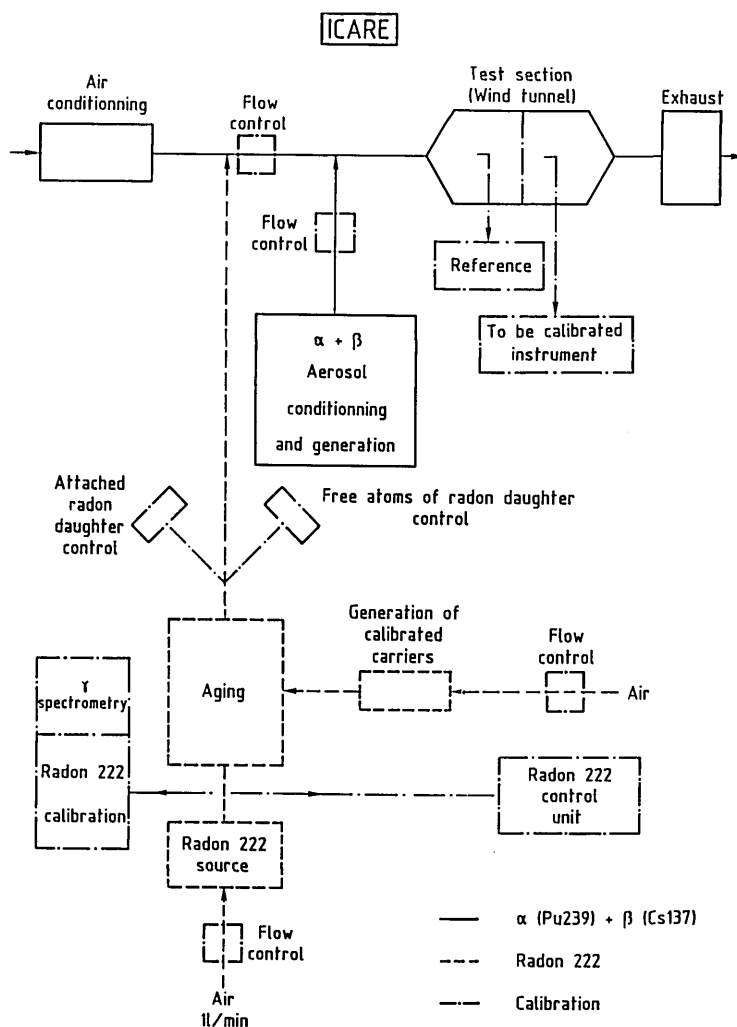 ICARE
Air
conditionning
Flow
control
Test section
(Wind tunnel)
Exhaust
Flow
control
Reference
To be calibrated
instrument
α + β
Aerosol
conditionning
and generation
Attached
radon
daughter
control
Free atoms of radon daughter
control
Generation of
calibrated
carriers
Flow
control
Aging
Air
γ
spectrometry
Radon 222
calibration
Radon 222
control
unit
Radon 222
source
Flow
control
Air
1l/min
α (Pu239) + β (Cs137)
Radon 222
Calibration